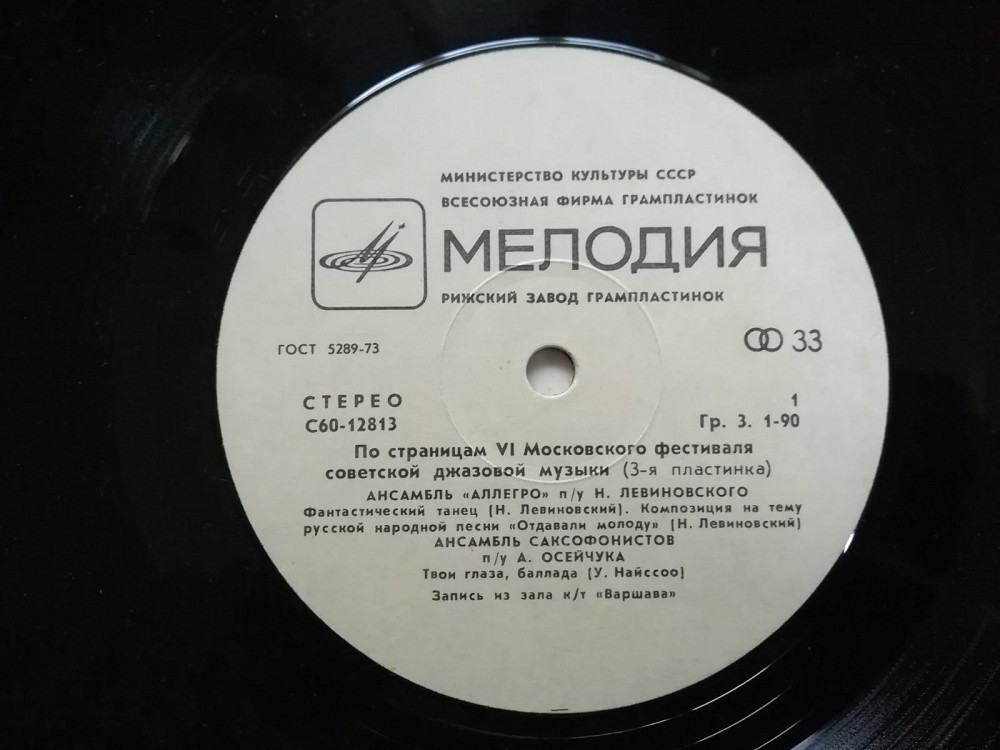 МИНИСТЕРСТВО КУЛЬТУРЫ СССР
ВСЕСОЮЗНАЯ ФИРМА ГРАМПЛАСТИНОК
МЕЛОДИЯ
РИЖСКИЙ ЗАВОД ГРАМПЛАСТИНОК
ГОСТ 5289-73
33
СТЕРЕО
1
С60-12813
Гр. 3. 1-90
По страницам VI Московского фестиваля
советской джазовой музыки (3-я пластинка)
АНСАМБЛЬ «АЛЛЕГРО» п/у Н. ЛЕВИНОВСКОГО
Фантастический танец (Н. Левиновский). Композиция на тему
русской народной песни «Отдавали молоду» (Н. Левиновский)
АНСАМБЛЬ САКСОФОНИСТОВ
п/у А. ОСЕЙЧУКА
Твои глаза, баллада (У. Найссоо)
Запись из зала к/т «Варшава»